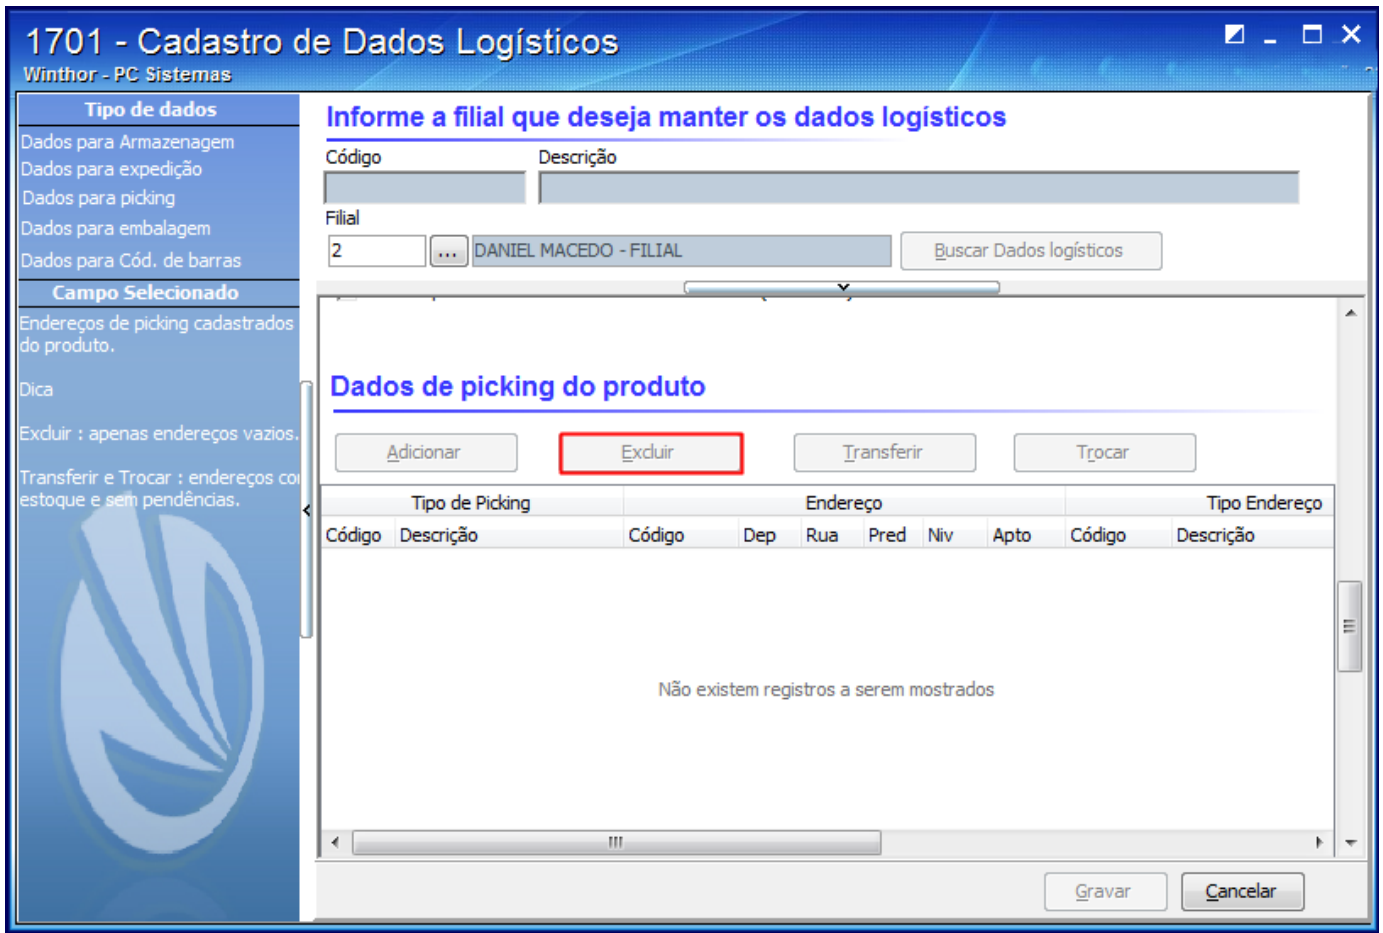 1701 - Cadastro de Dados Logísticos
Winthor - PC Sistemas
Tipo de dados
Dados para Armazenagem
Dados para expedição
Dados para picking
Dados para embalagem
Dados para Cód. de barras
Campo Selecionado
Endereços de picking cadastrados
do produto.
Dica
Excluir : apenas endereços vazios.
Transferir e Trocar : endereços co
estoque e sem pendências.
Informe a filial que deseja manter os dados logísticos
Código Descrição
Filial
2 ... DANIEL MACEDO - FILIAL Buscar Dados logísticos
Dados de picking do produto
Adicionar Excluir Transferir Trocar
Tipo de Picking Endereço Tipo Endereço
Código Descrição Código Dep Rua Pred Niv Apto Código Descrição
Não existem registros a serem mostrados
Gravar Cancelar